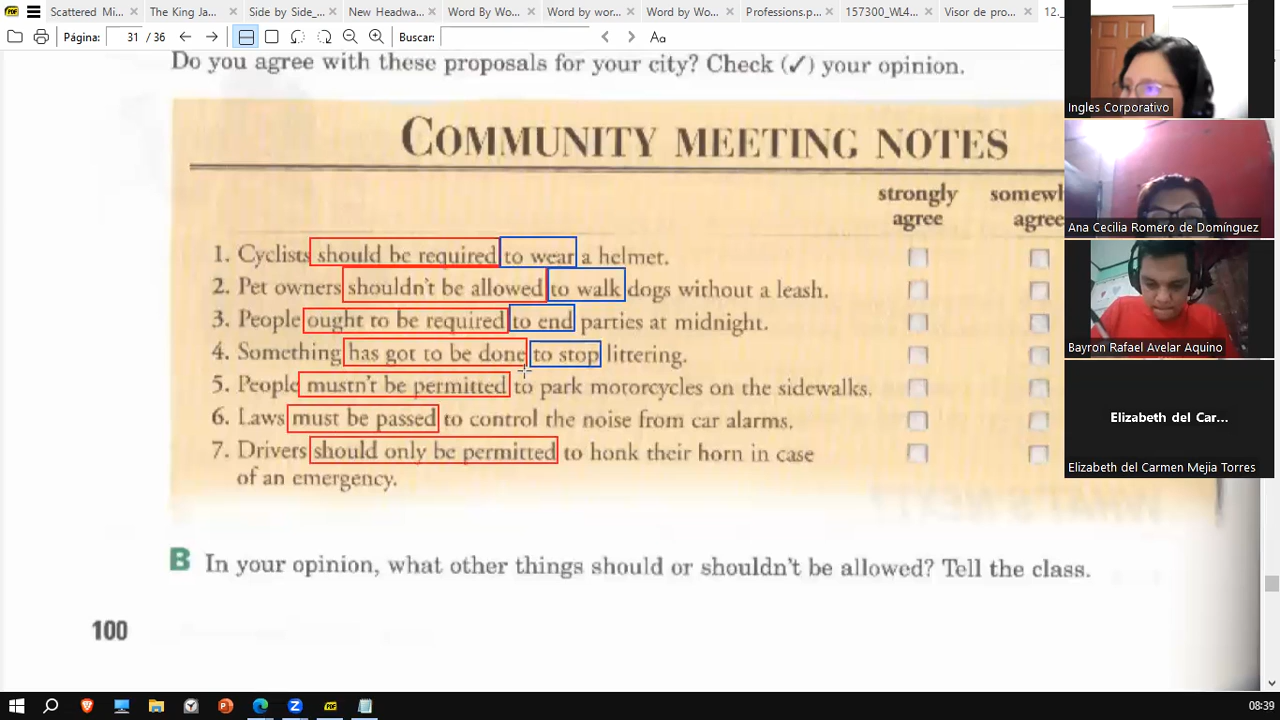 Scattered Mi...
The King Ja...
Side by Side_...
New Headwa...
Word By Wo...
Word by wor...
Word by Wo...
Professions.p...
157300_WL4...
Visor de pro...
12._
Página: 31 / 36
Buscar:
Aa
Do you agree with these proposals for your city? Check (✓) your opinion.
COMMUNITY MEETING NOTES
strongly agree
somewh agree
1. Cyclists should be required to wear a helmet.
2. Pet owners shouldn't be allowed to walk dogs without a leash.
3. People ought to be required to end parties at midnight.
4. Something has got to be done to stop littering.
5. People mustn't be permitted to park motorcycles on the sidewalks.
6. Laws must be passed to control the noise from car alarms.
7. Drivers should only be permitted to honk their horn in case
of an emergency.
B In your opinion, what other things should or shouldn't be allowed? Tell the class.
100
Ingles Corporativo
Ana Cecilia Romero de Domínguez
Bayron Rafael Avelar Aquino
Elizabeth del Car...
Elizabeth del Carmen Mejia Torres
08:39